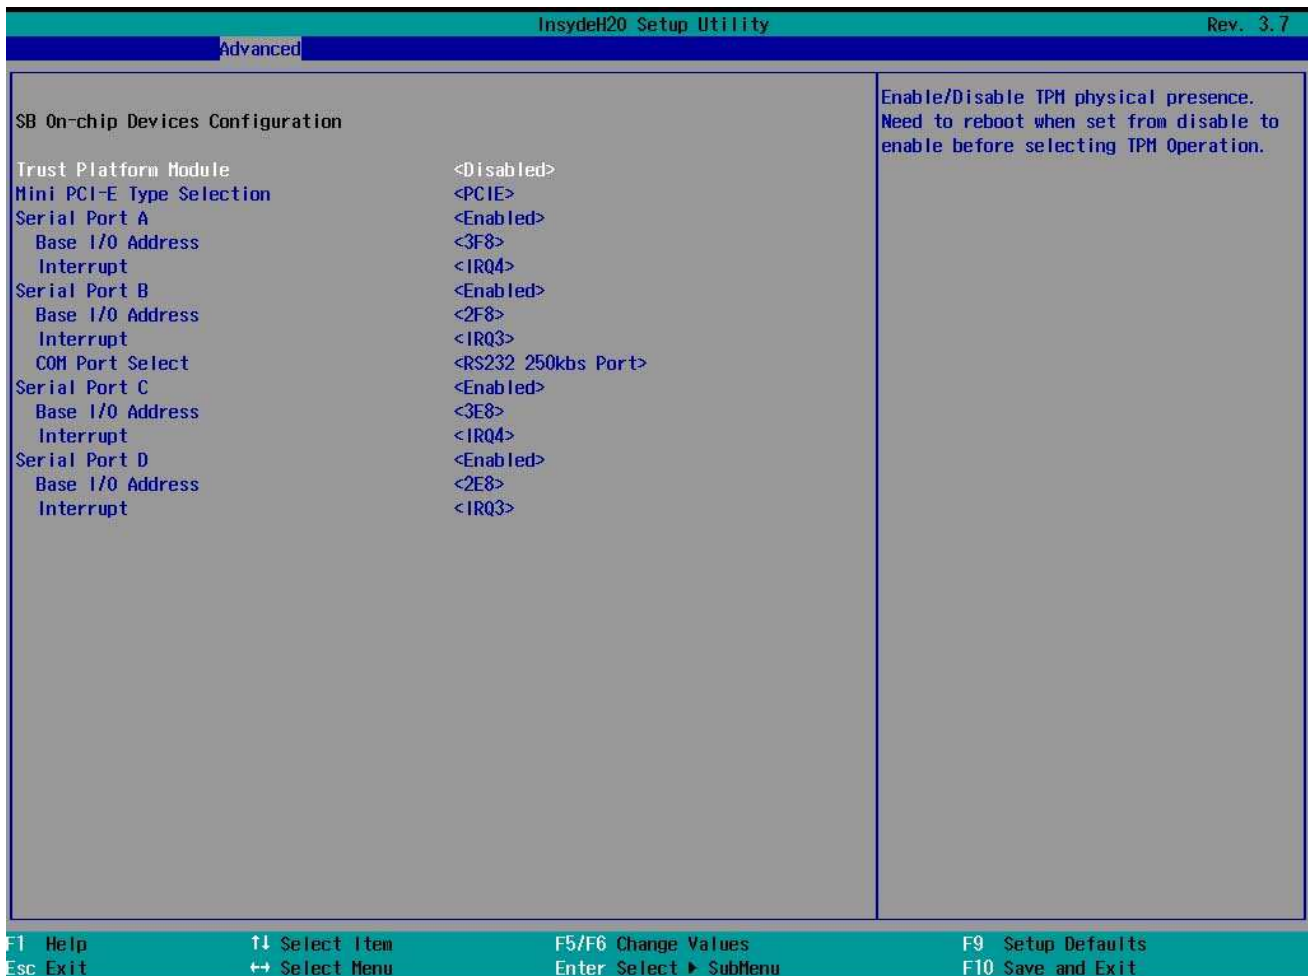 InsydeH20 Setup Utility Rev. 3.7
Advanced
SB On-chip Devices Configuration
Trust Platform Module <Disabled>
Mini PCI-E Type Selection <PCIE>
Serial Port A <Enabled>
Base I/O Address <3F8>
Interrupt <IRQ4>
Serial Port B <Enabled>
Base I/O Address <2F8>
Interrupt <IRQ3>
COM Port Select <RS232 250kbs Port>
Serial Port C <Enabled>
Base I/O Address <3E8>
Interrupt <IRQ4>
Serial Port D <Enabled>
Base I/O Address <2E8>
Interrupt <IRQ3>
Enable/Disable TPM physical presence.
Need to reboot when set from disable to
enable before selecting TPM Operation.
F1 Help ↑↓ Select Item F5/F6 Change Values F9 Setup Defaults
Esc Exit ↔ Select Menu Enter Select ▶ SubMenu F10 Save and Exit